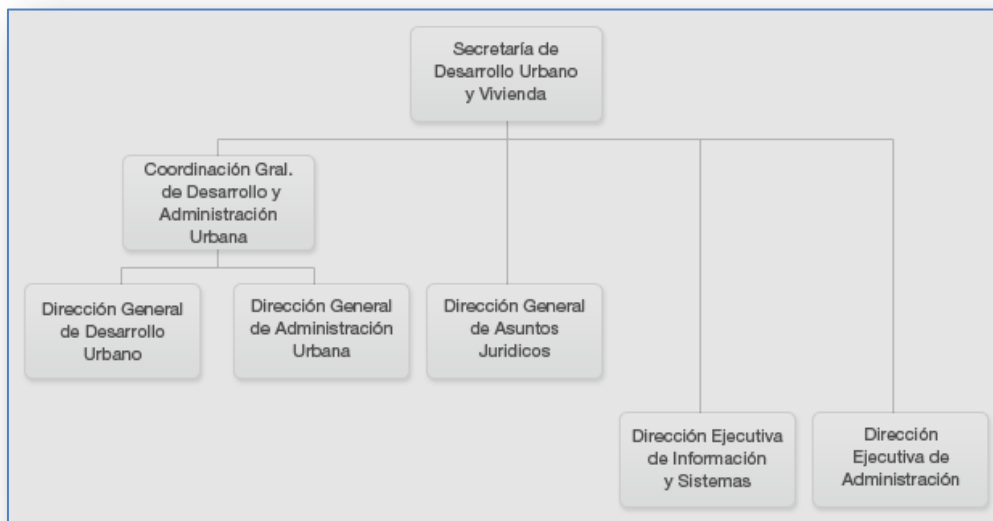 Secretaría de
Desarrollo Urbano
y Vivienda
Coordinación Gral.
de Desarrollo y
Administración
Urbana
Dirección General
de Desarrollo
Urbano
Dirección General
de Administración
Urbana
Dirección General
de Asuntos
Juridicos
Dirección Ejecutiva
de Información
y Sistemas
Dirección
Ejecutiva de
Administración